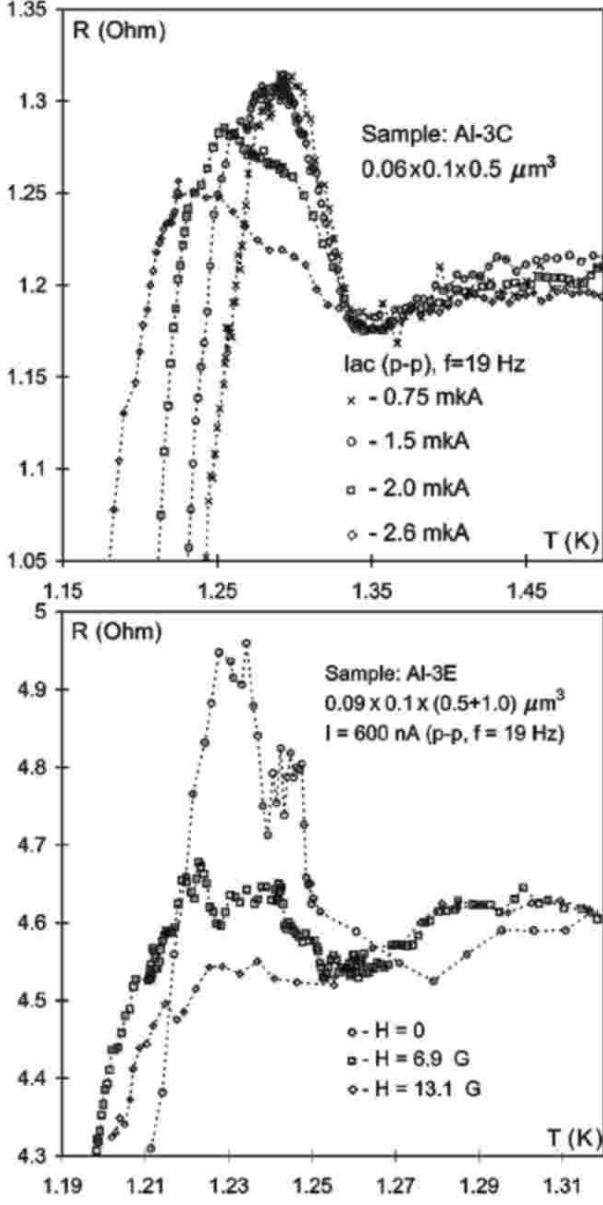 1.35
R (Ohm)
1.3
Sample: Al-3C
0.06x0.1x0.5 μm³
1.25
1.2
Iac (p-p), f=19 Hz
x - 0.75 mkA
1.15
o - 1.5 mkA
1.1
- 2.0 mkA
- 2.6 mkA
1.05
T (K)
1.15 1.25 1.35 1.45
5
R (Ohm)
4.9
Sample: Al-3E
0.09 x 0.1 x (0.5+1.0) μm³
I = 600 nA (p-p, f = 19 Hz)
4.8
4.7
4.6
4.5
o - H = 0
- H = 6.9 G
4.4
- H = 13.1 G
4.3
T (K)
1.19 1.21 1.23 1.25 1.27 1.29 1.31